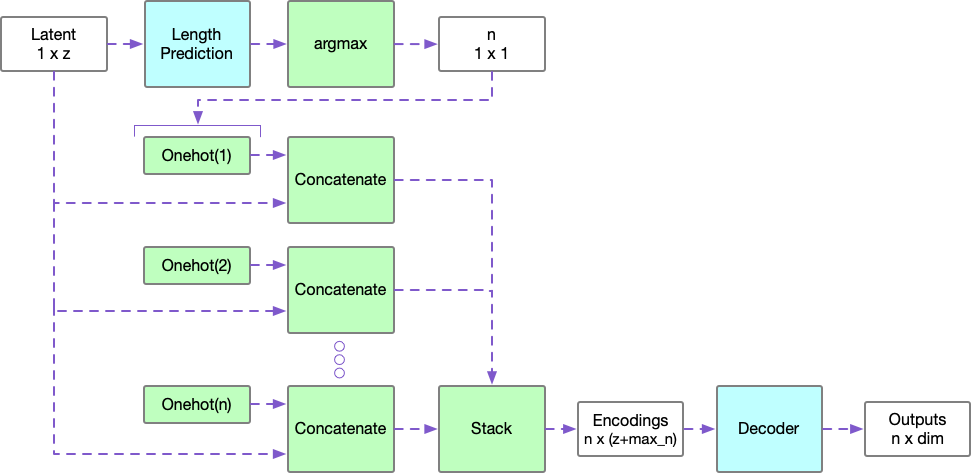 Latent
1 x z
Length
Prediction
argmax
n
1 x 1
Onehot(1)
Concatenate
Onehot(2)
Concatenate
Onehot(n)
Concatenate
Stack
Encodings
n x (z+max_n)
Decoder
Outputs
n x dim